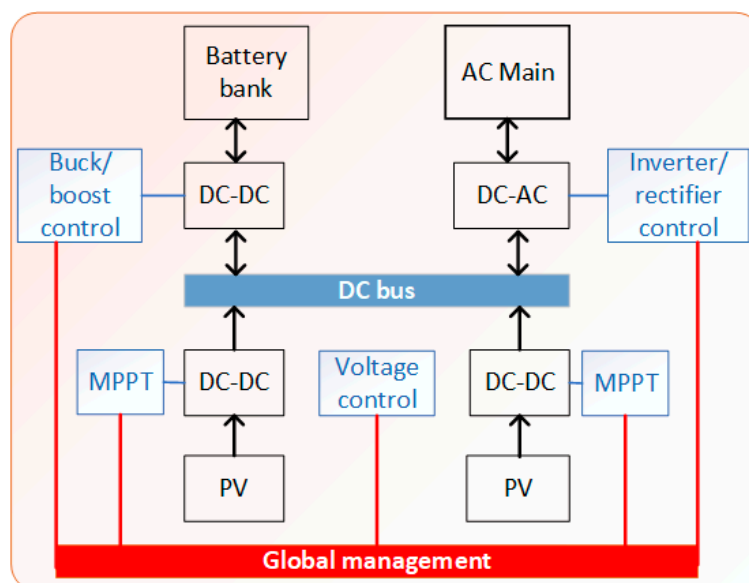 Battery
bank
AC Main
Buck/
boost
control
DC-DC
DC-AC
Inverter/
rectifier
control
DC bus
MPPT
DC-DC
Voltage
control
DC-DC
MPPT
PV
PV
Global management